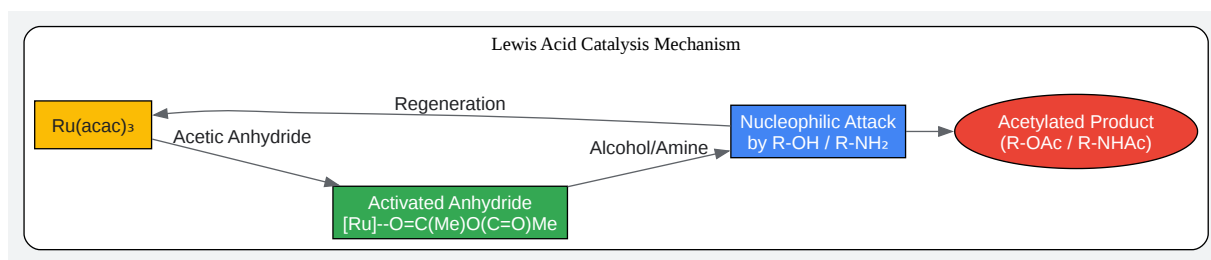 Lewis Acid Catalysis Mechanism
Regeneration
Ru(acac)₃
Acetic Anhydride
Nucleophilic Attack
by R-OH / R-NH₂
Acetylated Product
(R-OAc / R-NHAc)
Alcohol/Amine
Activated Anhydride
[Ru]--O=C(Me)O(C=O)Me